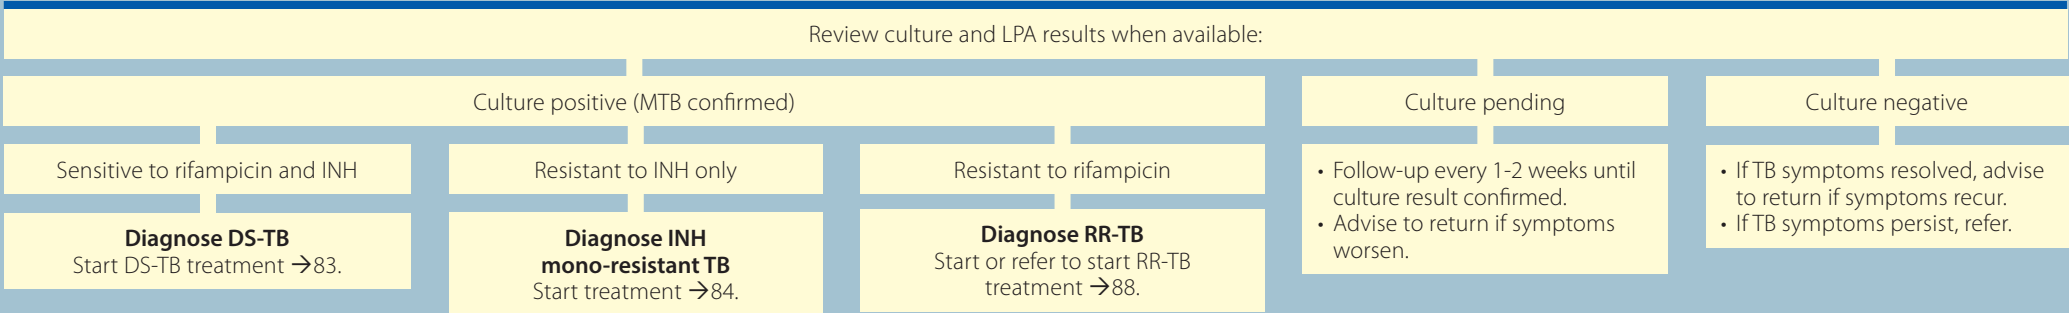 Review culture and LPA results when available:
Culture positive (MTB confirmed)
Sensitive to rifampicin and INH
Diagnose DS-TB
Start DS-TB treatment →83.
Resistant to INH only
Diagnose INH
mono-resistant TB
Start treatment →84.
Resistant to rifampicin
Diagnose RR-TB
Start or refer to start RR-TB
treatment →88.
Culture pending
• Follow-up every 1-2 weeks until
culture result confirmed.
• Advise to return if symptoms
worsen.
Culture negative
• If TB symptoms resolved, advise
to return if symptoms recur.
• If TB symptoms persist, refer.